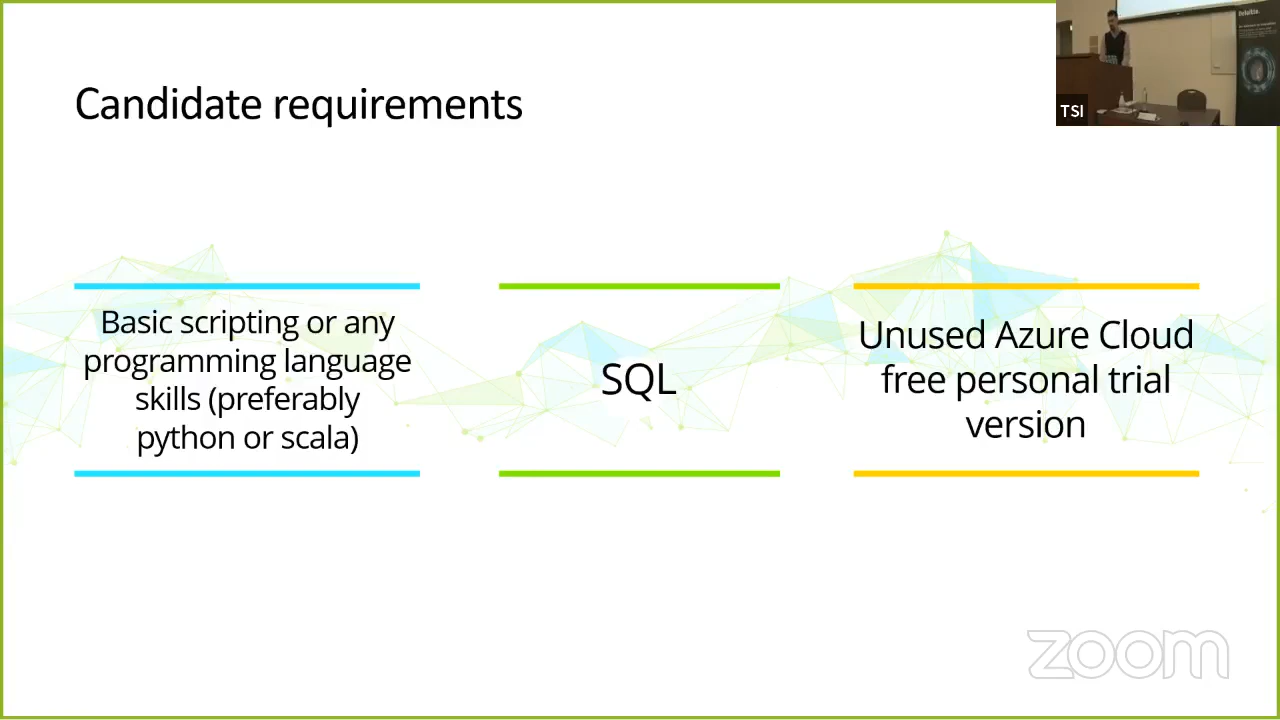 Candidate requirements
Basic scripting or any
programming language
skills (preferably
python or scala)
SQL
Unused Azure Cloud
free personal trial
version
TSI
Deloitte.
zoom